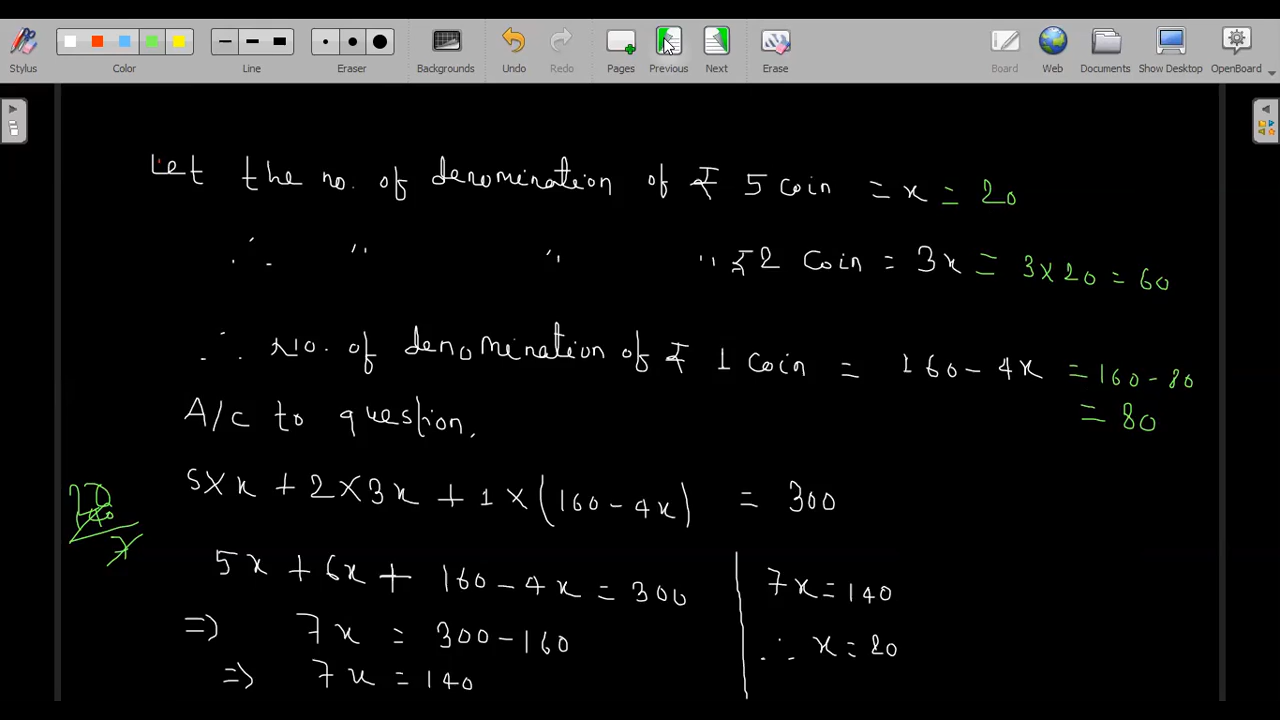 Stylus Color Line Eraser Backgrounds Undo Redo Pages Previous Next Erase Board Web Documents Show Desktop OpenBoard
Let the no. of denomination of ₹ 5 coin = x = 20
∴ " " " ₹2 coin = 3x = 3×20 = 60
∴ no. of denomination of ₹ 1 coin = 160-4x = 160-80
= 80
A/c to question,
5×x + 2×3x + 1×(160-4x) = 300
5x + 6x + 160-4x = 300
=> 7x = 300-160
=> 7x = 140
7x = 140
∴ x = 20
20
140
7